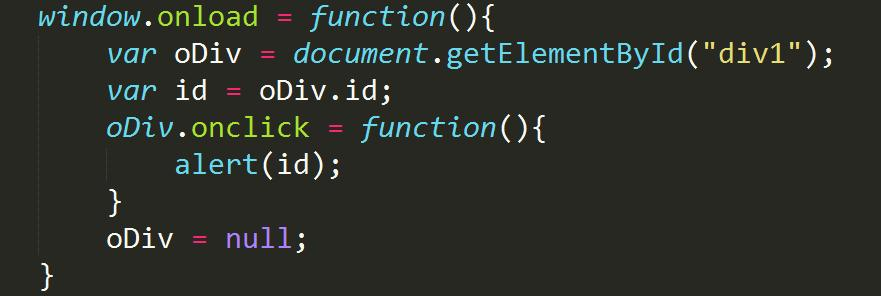 window.onload = function(){
    var oDiv = document.getElementById("div1");
    var id = oDiv.id;
    oDiv.onclick = function(){
        alert(id);
    }
    oDiv = null;
}